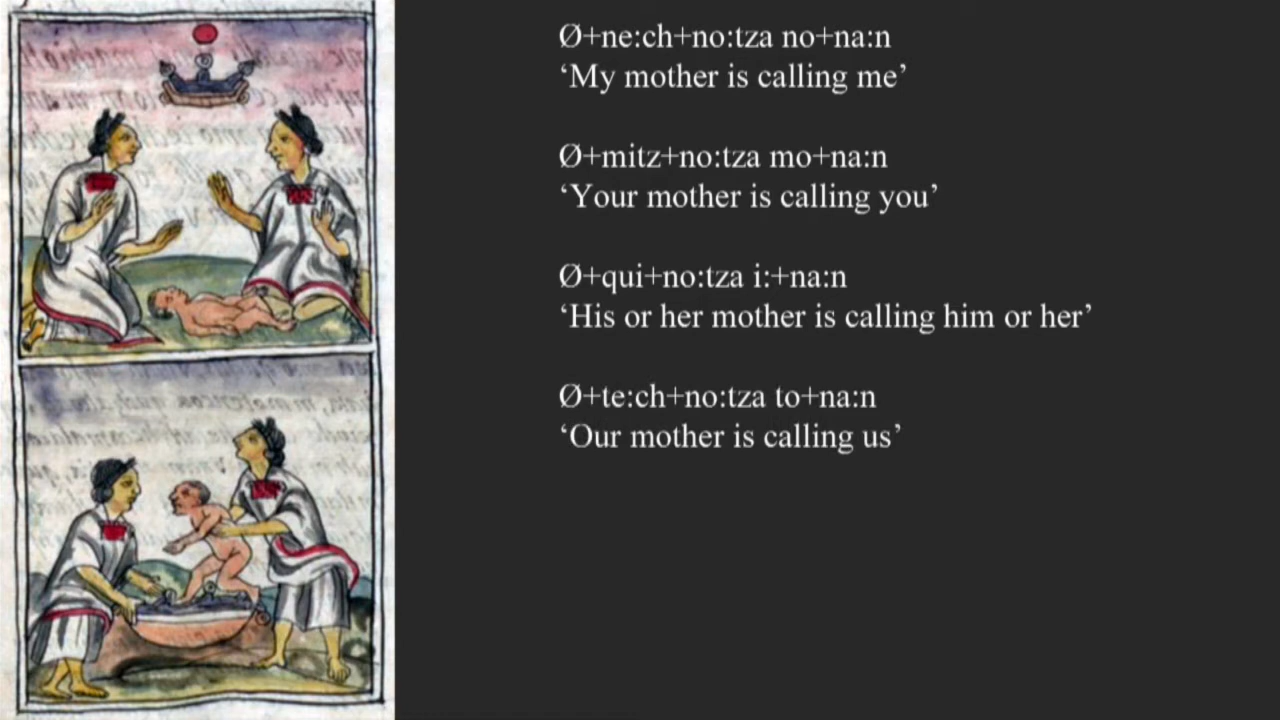 Ø+ne:ch+no:tza no+na:n
‘My mother is calling me’
Ø+mitz+no:tza mo+na:n
‘Your mother is calling you’
Ø+qui+no:tza i:+na:n
‘His or her mother is calling him or her’
Ø+te:ch+no:tza to+na:n
‘Our mother is calling us’